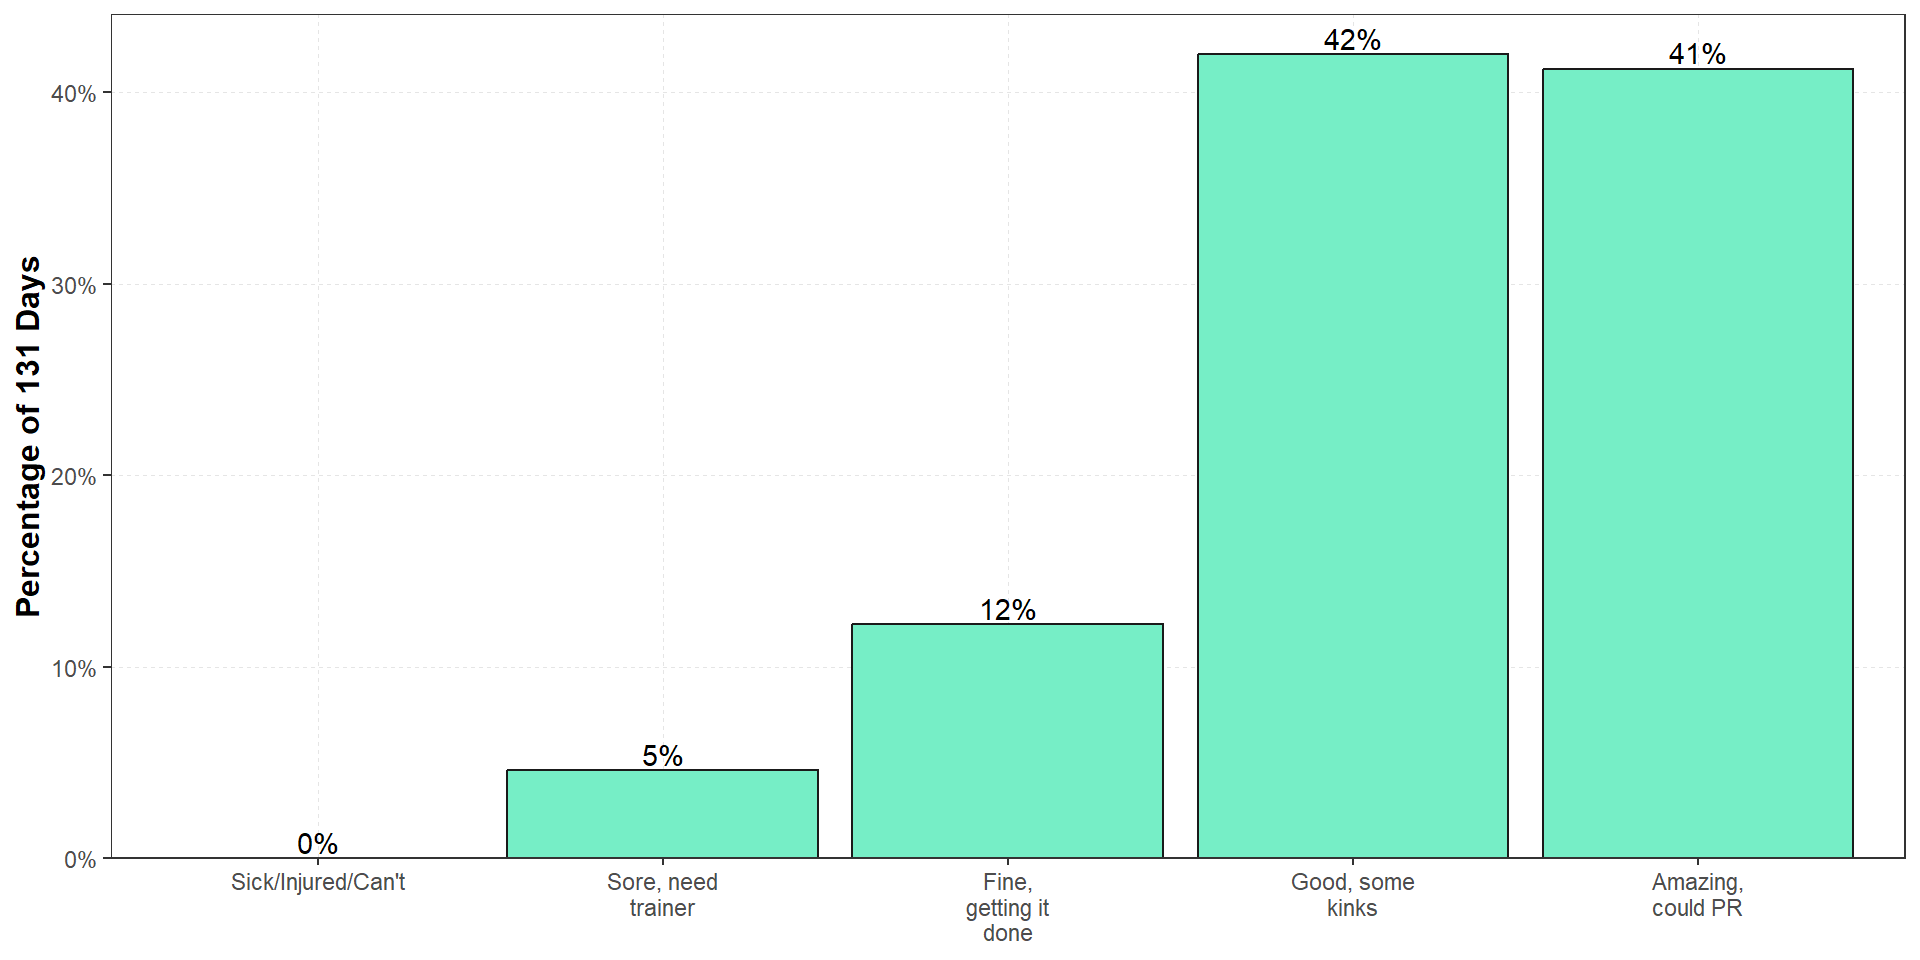 Percentage of 131 Days
40%
30%
20%
10%
0%
0%
5%
12%
42%
41%
Sick/Injured/Can't
Sore, need
trainer
Fine,
getting it
done
Good, some
kinks
Amazing,
could PR